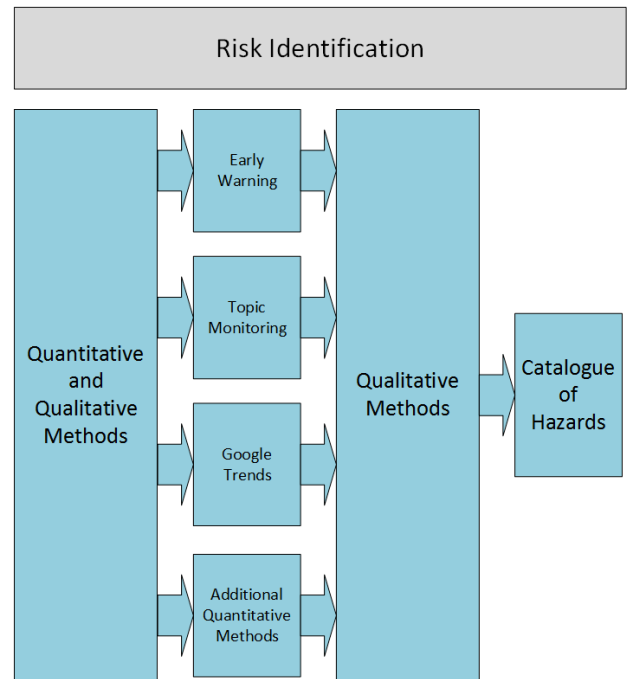 Risk Identification
Quantitative
and
Qualitative
Methods
Early
Warning
Topic
Monitoring
Google
Trends
Additional
Quantitative
Methods
Qualitative
Methods
Catalogue
of
Hazards